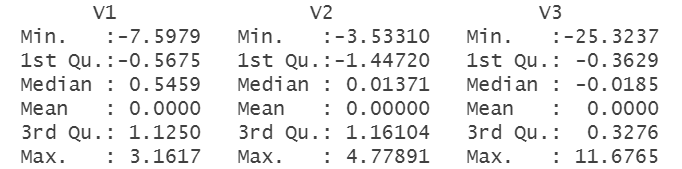 V1                V2                 V3
Min.   :-7.5979   Min.   :-3.53310   Min.   :-25.3237
1st Qu.:-0.5675   1st Qu.:-1.44720   1st Qu.: -0.3629
Median : 0.5459   Median : 0.01371   Median : -0.0185
Mean   : 0.0000   Mean   : 0.00000   Mean   :  0.0000
3rd Qu.: 1.1250   3rd Qu.: 1.16104   3rd Qu.:  0.3276
Max.   : 3.1617   Max.   : 4.77891   Max.   : 11.6765